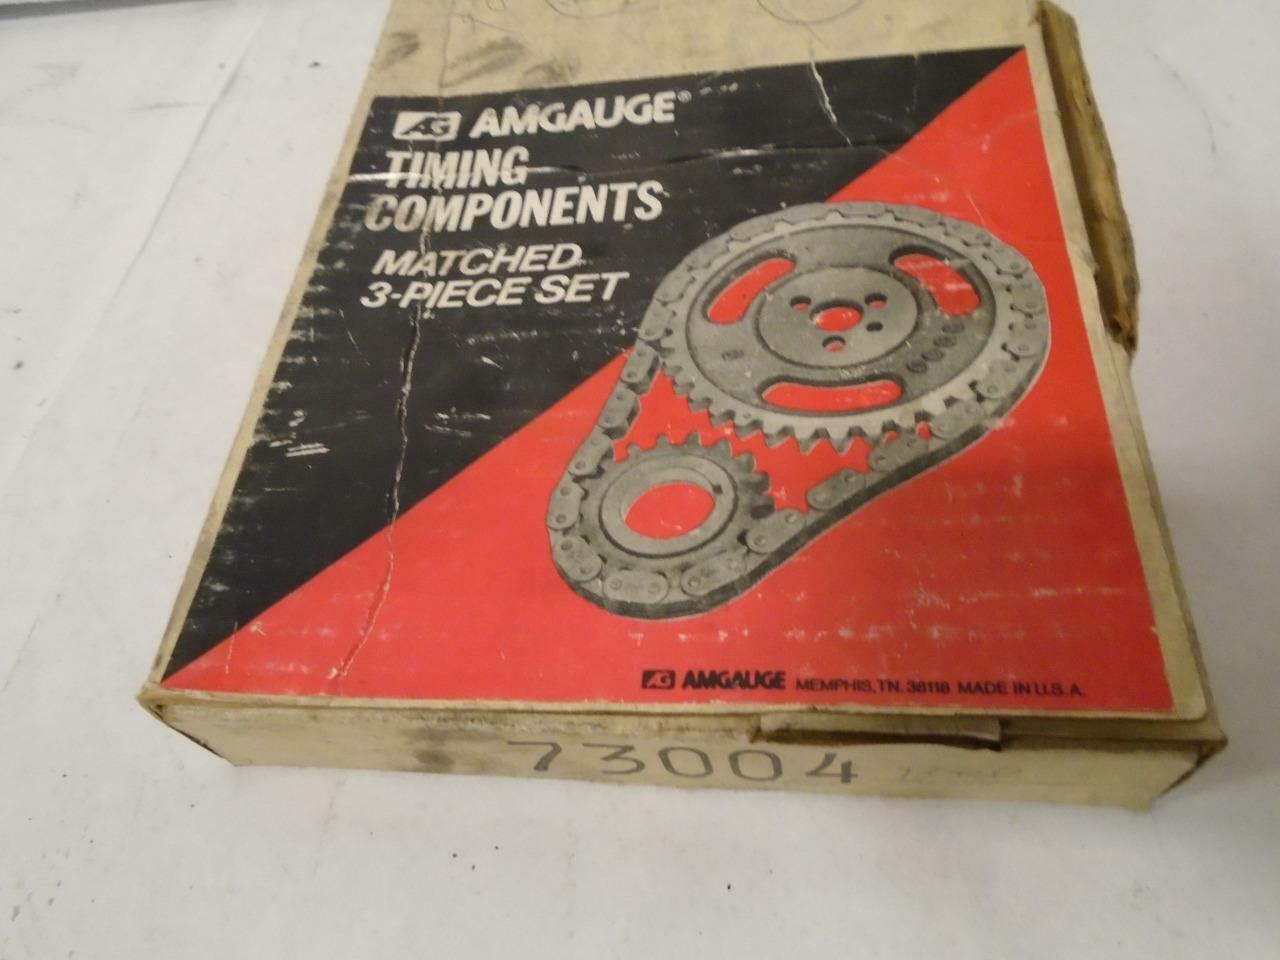 AG AMGAUGE®
TIMING
COMPONENTS
MATCHED
3-PIECE SET
AG AMGAUGE MEMPHIS, TN. 38118 MADE IN U.S.A.
73004